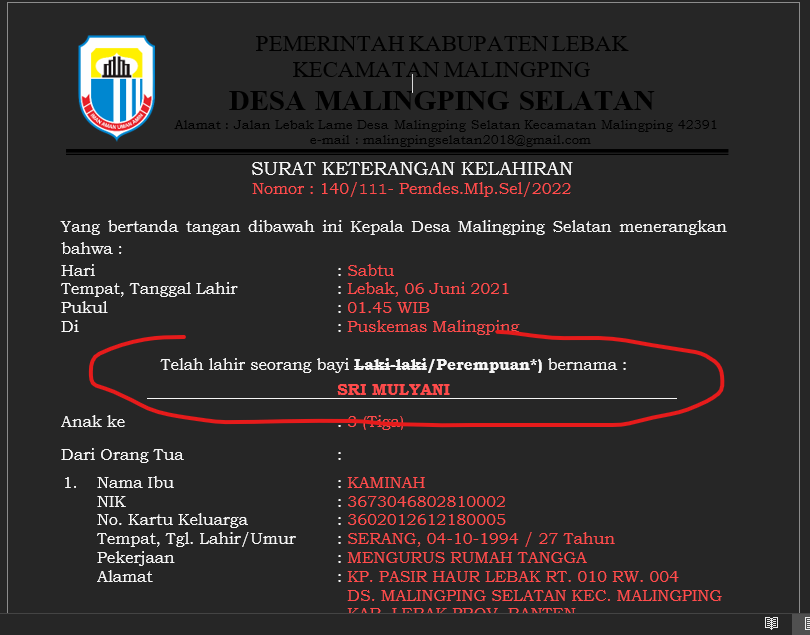 PEMERINTAH KABUPATEN LEBAK
KECAMATAN MALINGPING
DESA MALINGPING SELATAN
Alamat : Jalan Lebak Lame Desa Malingping Selatan Kecamatan Malingping 42391
e-mail : malingpingselatan2018@gmail.com
SURAT KETERANGAN KELAHIRAN
Nomor : 140/111- Pemdes.Mlp.Sel/2022
Yang bertanda tangan dibawah ini Kepala Desa Malingping Selatan menerangkan
bahwa :
Hari : Sabtu
Tempat, Tanggal Lahir : Lebak, 06 Juni 2021
Pukul : 01.45 WIB
Di : Puskemas Malingping
Telah lahir seorang bayi Laki-laki/Perempuan*) bernama :
SRI MULYANI
Anak ke : 3 (Tiga)
Dari Orang Tua :
1. Nama Ibu : KAMINAH
NIK : 3673046802810002
No. Kartu Keluarga : 3602012612180005
Tempat, Tgl. Lahir/Umur : SERANG, 04-10-1994 / 27 Tahun
Pekerjaan : MENGURUS RUMAH TANGGA
Alamat : KP. PASIR HAUR LEBAK RT. 010 RW. 004
DS. MALINGPING SELATAN KEC. MALINGPING
KAB. LEBAK PROV. BANTEN